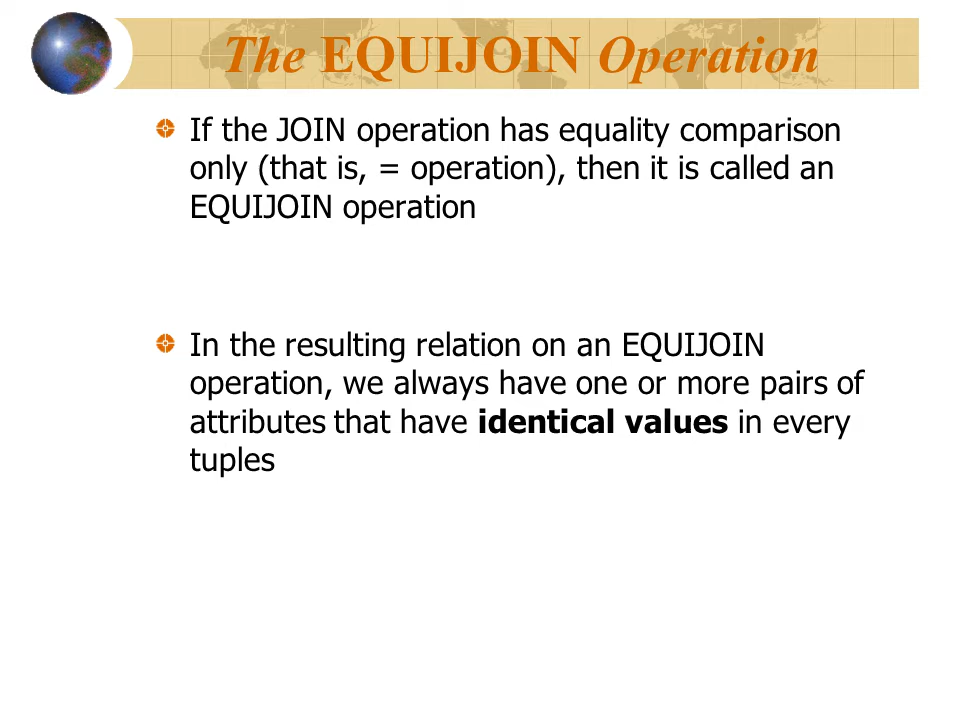 The EQUIJOIN Operation
If the JOIN operation has equality comparison
only (that is, = operation), then it is called an
EQUIJOIN operation
In the resulting relation on an EQUIJOIN
operation, we always have one or more pairs of
attributes that have identical values in every
tuples